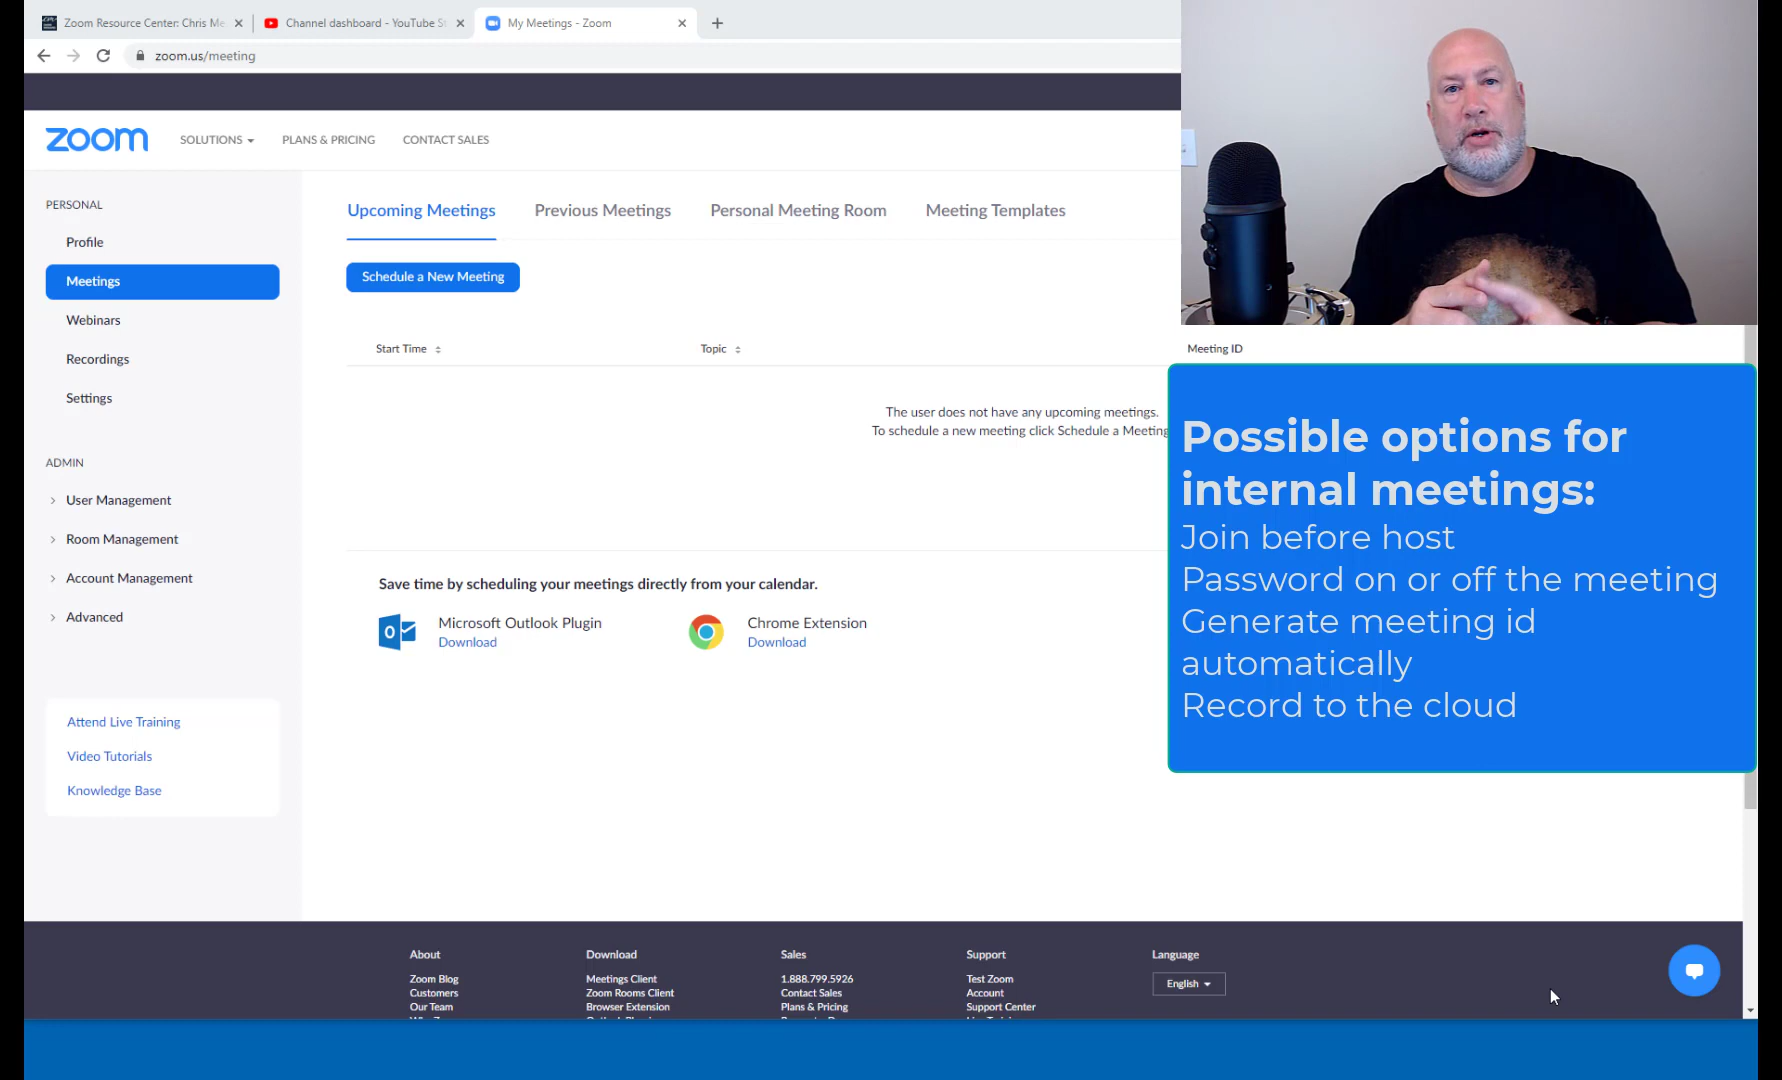 Zoom Resource Center: Chris Me
Channel dashboard - YouTube St
My Meetings - Zoom
zoom.us/meeting
zoom
SOLUTIONS
PLANS & PRICING
CONTACT SALES
PERSONAL
Profile
Meetings
Webinars
Recordings
Settings
ADMIN
User Management
Room Management
Account Management
Advanced
Attend Live Training
Video Tutorials
Knowledge Base
Upcoming Meetings
Previous Meetings
Personal Meeting Room
Meeting Templates
Schedule a New Meeting
Start Time
Topic
Meeting ID
The user does not have any upcoming meetings.
To schedule a new meeting click Schedule a Meeting
Save time by scheduling your meetings directly from your calendar.
Microsoft Outlook Plugin
Download
Chrome Extension
Download
Possible options for
internal meetings:
Join before host
Password on or off the meeting
Generate meeting id
automatically
Record to the cloud
About
Zoom Blog
Customers
Our Team
Download
Meetings Client
Zoom Rooms Client
Browser Extension
Sales
1.888.799.5926
Contact Sales
Plans & Pricing
Support
Test Zoom
Account
Support Center
Language
English